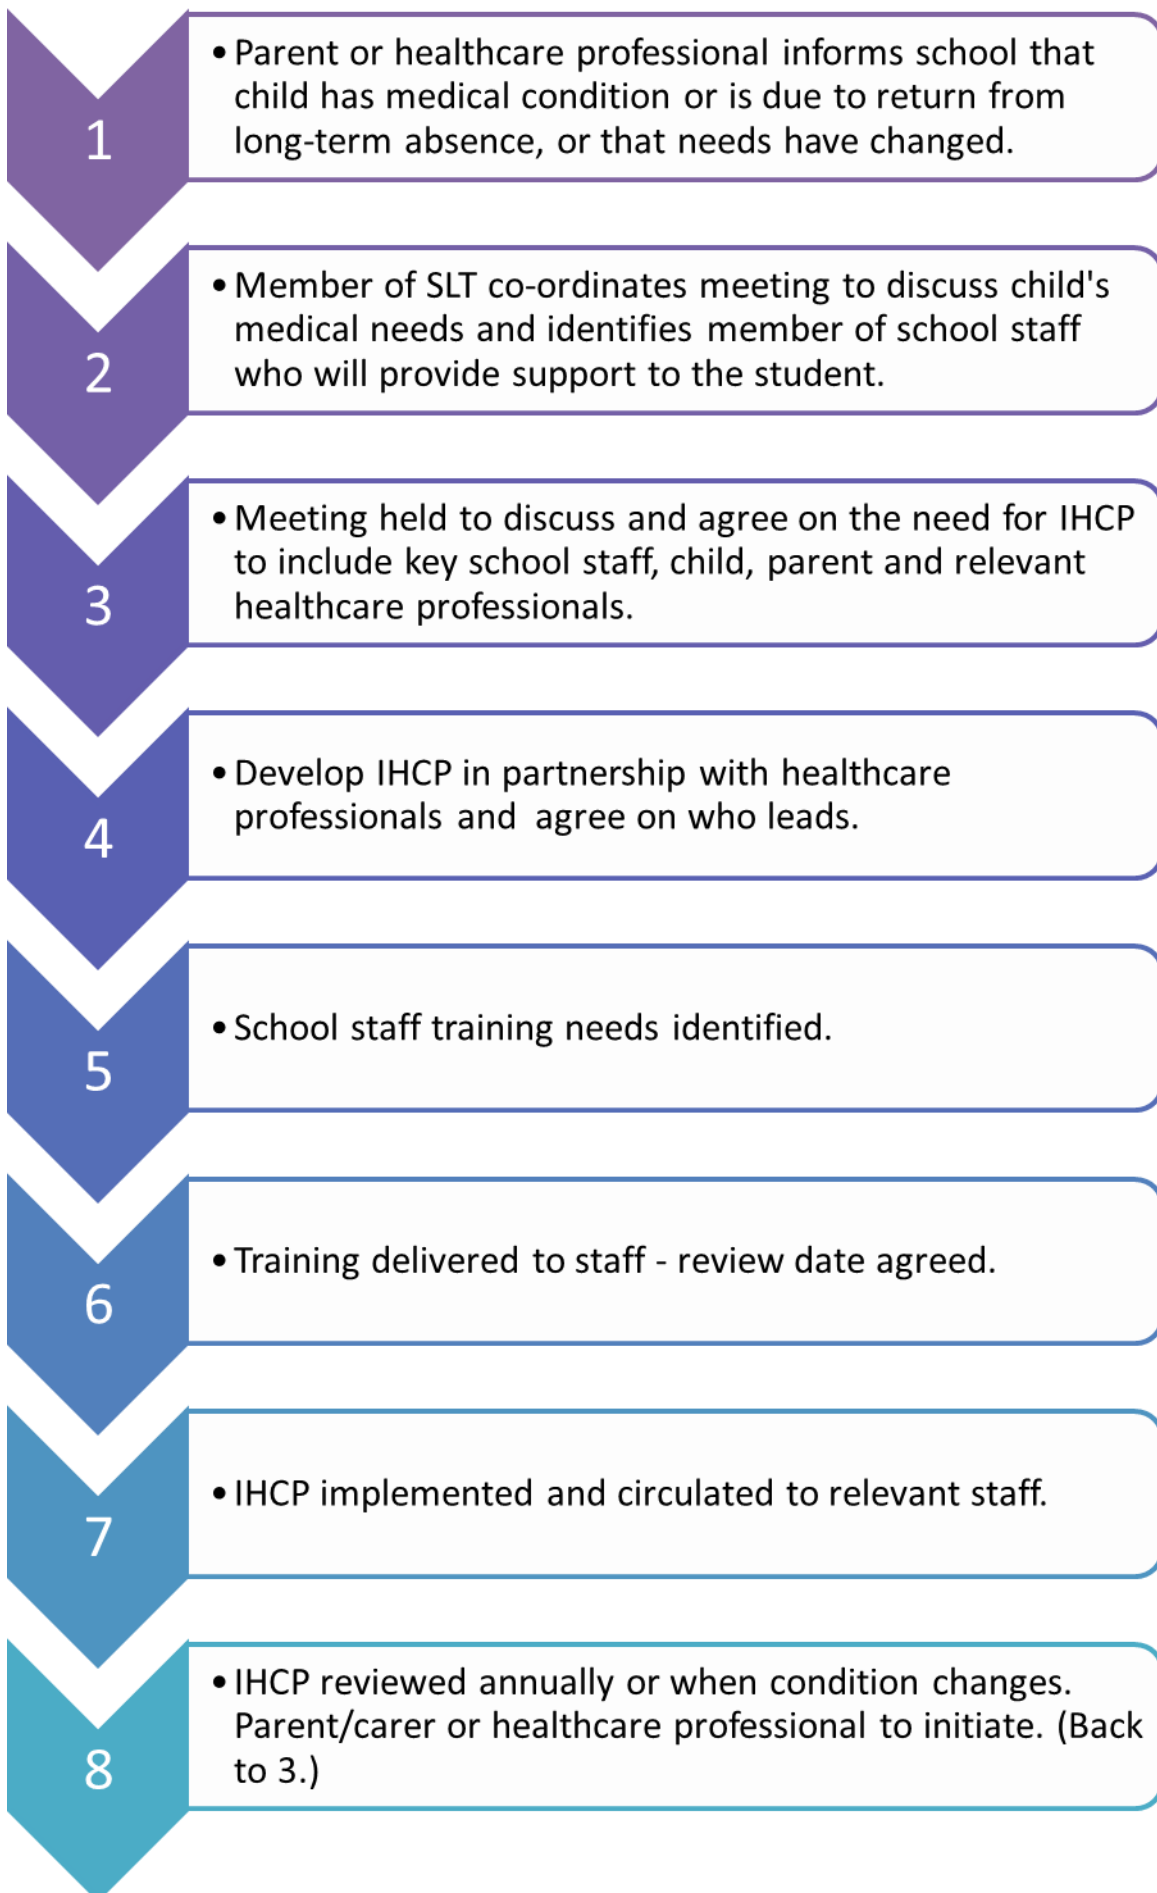 1
• Parent or healthcare professional informs school that
child has medical condition or is due to return from
long-term absence, or that needs have changed.
2
• Member of SLT co-ordinates meeting to discuss child's
medical needs and identifies member of school staff
who will provide support to the student.
3
• Meeting held to discuss and agree on the need for IHCP
to include key school staff, child, parent and relevant
healthcare professionals.
4
• Develop IHCP in partnership with healthcare
professionals and agree on who leads.
5
• School staff training needs identified.
6
• Training delivered to staff - review date agreed.
7
• IHCP implemented and circulated to relevant staff.
8
• IHCP reviewed annually or when condition changes.
Parent/carer or healthcare professional to initiate. (Back
to 3.)